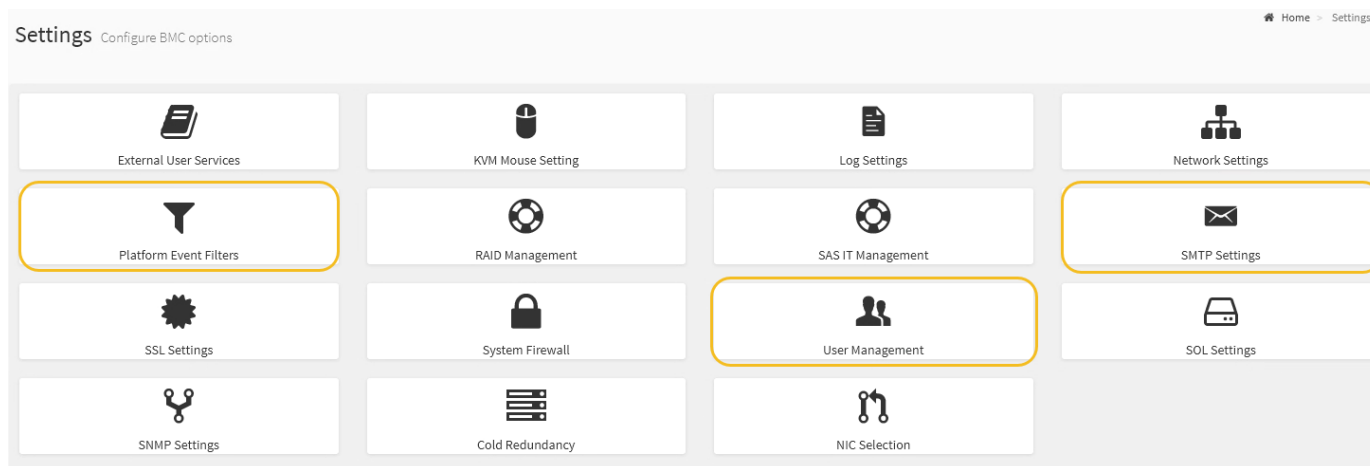 Home > Settings
Settings Configure BMC options
External User Services
KVM Mouse Setting
Log Settings
Network Settings
Platform Event Filters
RAID Management
SAS IT Management
SMTP Settings
SSL Settings
System Firewall
User Management
SOL Settings
SNMP Settings
Cold Redundancy
NIC Selection